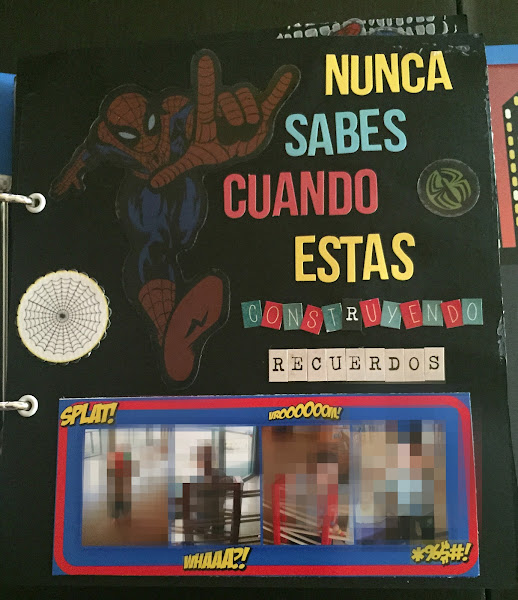 NUNCA
SABES
CUANDO
ESTAS
CONSTRUYENDO
RECUERDOS
SPLAT!
VROOOOOOM!
WHAAA?!
*%$#!